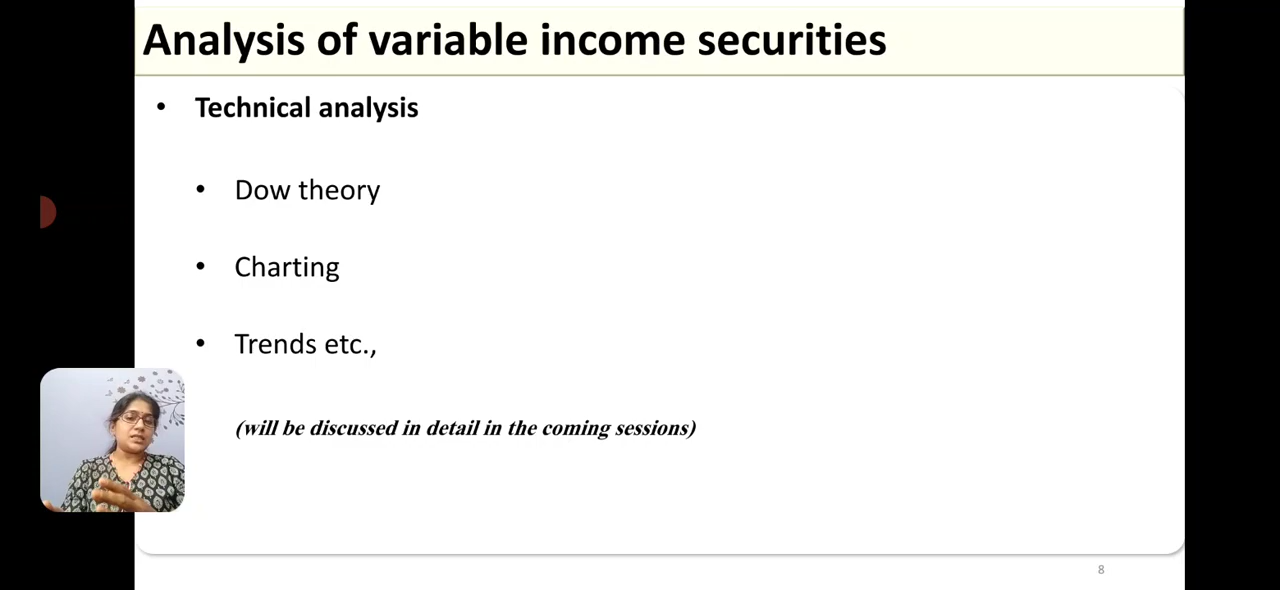 Analysis of variable income securities
• Technical analysis
• Dow theory
• Charting
• Trends etc.,
(will be discussed in detail in the coming sessions)
8